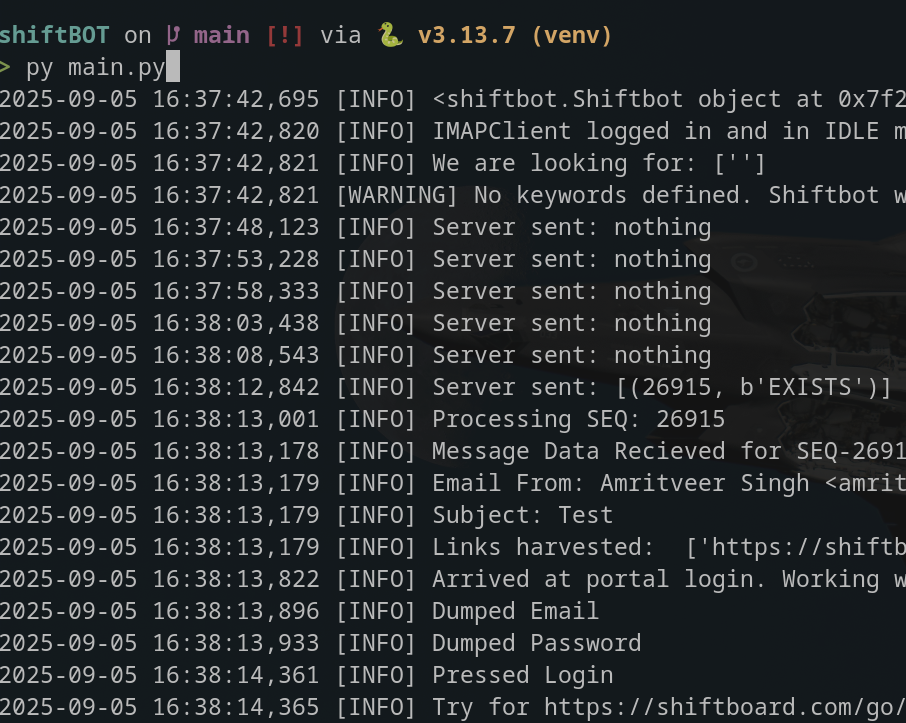 shiftBOT on main [!] via 🐍 v3.13.7 (venv)
> py main.py
2025-09-05 16:37:42,695 [INFO] <shiftbot.Shiftbot object at 0x7f2
2025-09-05 16:37:42,820 [INFO] IMAPClient logged in and in IDLE m
2025-09-05 16:37:42,821 [INFO] We are looking for: ['']
2025-09-05 16:37:42,821 [WARNING] No keywords defined. Shiftbot w
2025-09-05 16:37:48,123 [INFO] Server sent: nothing
2025-09-05 16:37:53,228 [INFO] Server sent: nothing
2025-09-05 16:37:58,333 [INFO] Server sent: nothing
2025-09-05 16:38:03,438 [INFO] Server sent: nothing
2025-09-05 16:38:08,543 [INFO] Server sent: nothing
2025-09-05 16:38:12,842 [INFO] Server sent: [(26915, b'EXISTS')]
2025-09-05 16:38:13,001 [INFO] Processing SEQ: 26915
2025-09-05 16:38:13,178 [INFO] Message Data Recieved for SEQ-2691
2025-09-05 16:38:13,179 [INFO] Email From: Amritveer Singh <amrit
2025-09-05 16:38:13,179 [INFO] Subject: Test
2025-09-05 16:38:13,179 [INFO] Links harvested:  ['https://shiftb
2025-09-05 16:38:13,822 [INFO] Arrived at portal login. Working w
2025-09-05 16:38:13,896 [INFO] Dumped Email
2025-09-05 16:38:13,933 [INFO] Dumped Password
2025-09-05 16:38:14,361 [INFO] Pressed Login
2025-09-05 16:38:14,365 [INFO] Try for https://shiftboard.com/go/